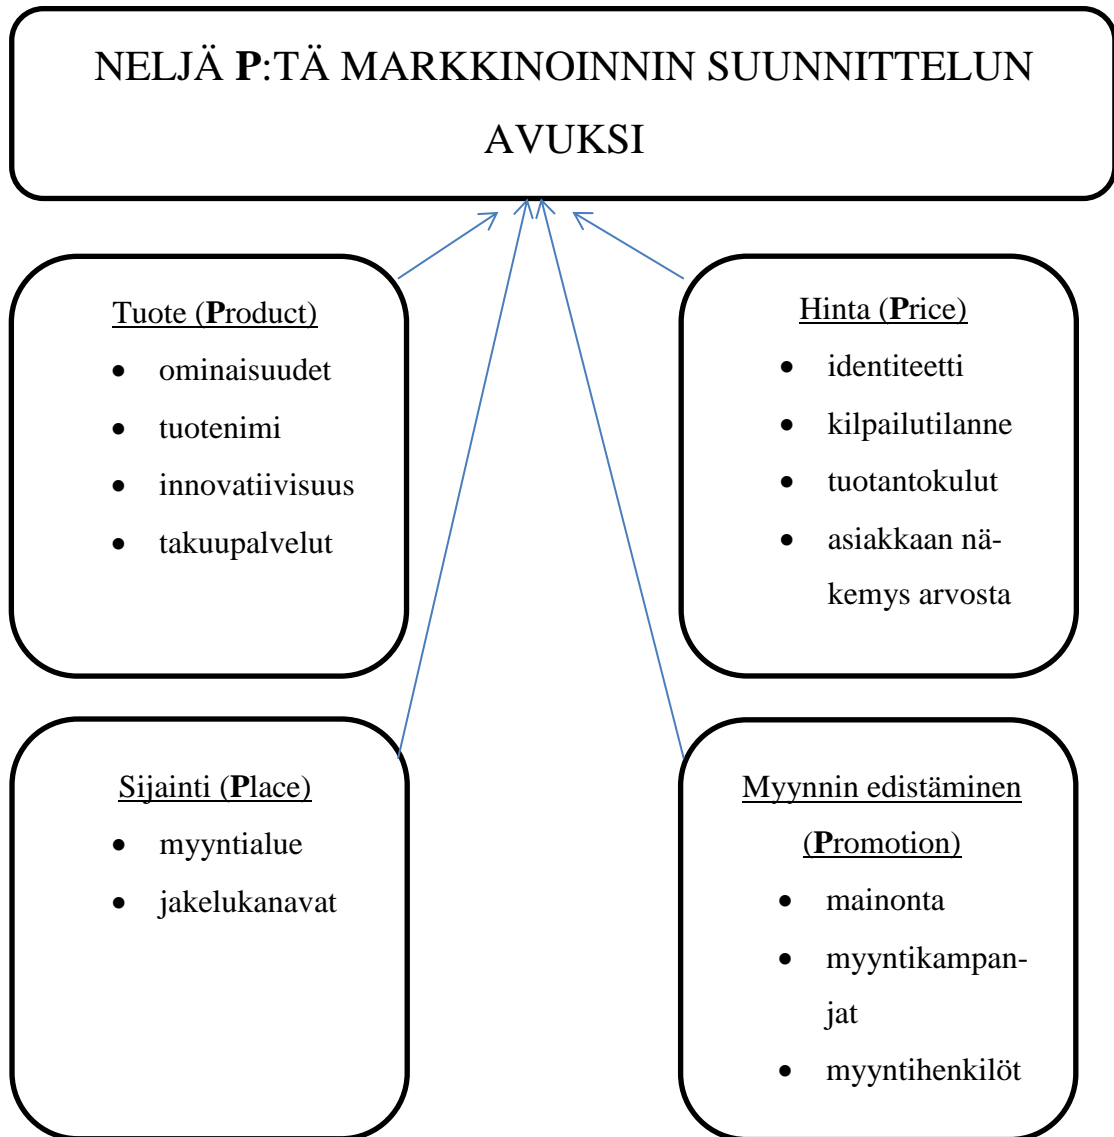 NELJÄ P:TÄ MARKKINOINNIN SUUNNITTELUN
AVUKSI
Tuote (Product)
• ominaisuudet
• tuotenimi
• innovatiivisuus
• takuupalvelut
Hinta (Price)
• identiteetti
• kilpailutilanne
• tuotantokulut
• asiakkaan nä-
kemys arvosta
Sijainti (Place)
• myyntialue
• jakelukanavat
Myynnin edistäminen
(Promotion)
• mainonta
• myyntikampan-
jat
• myyntihenkilöt